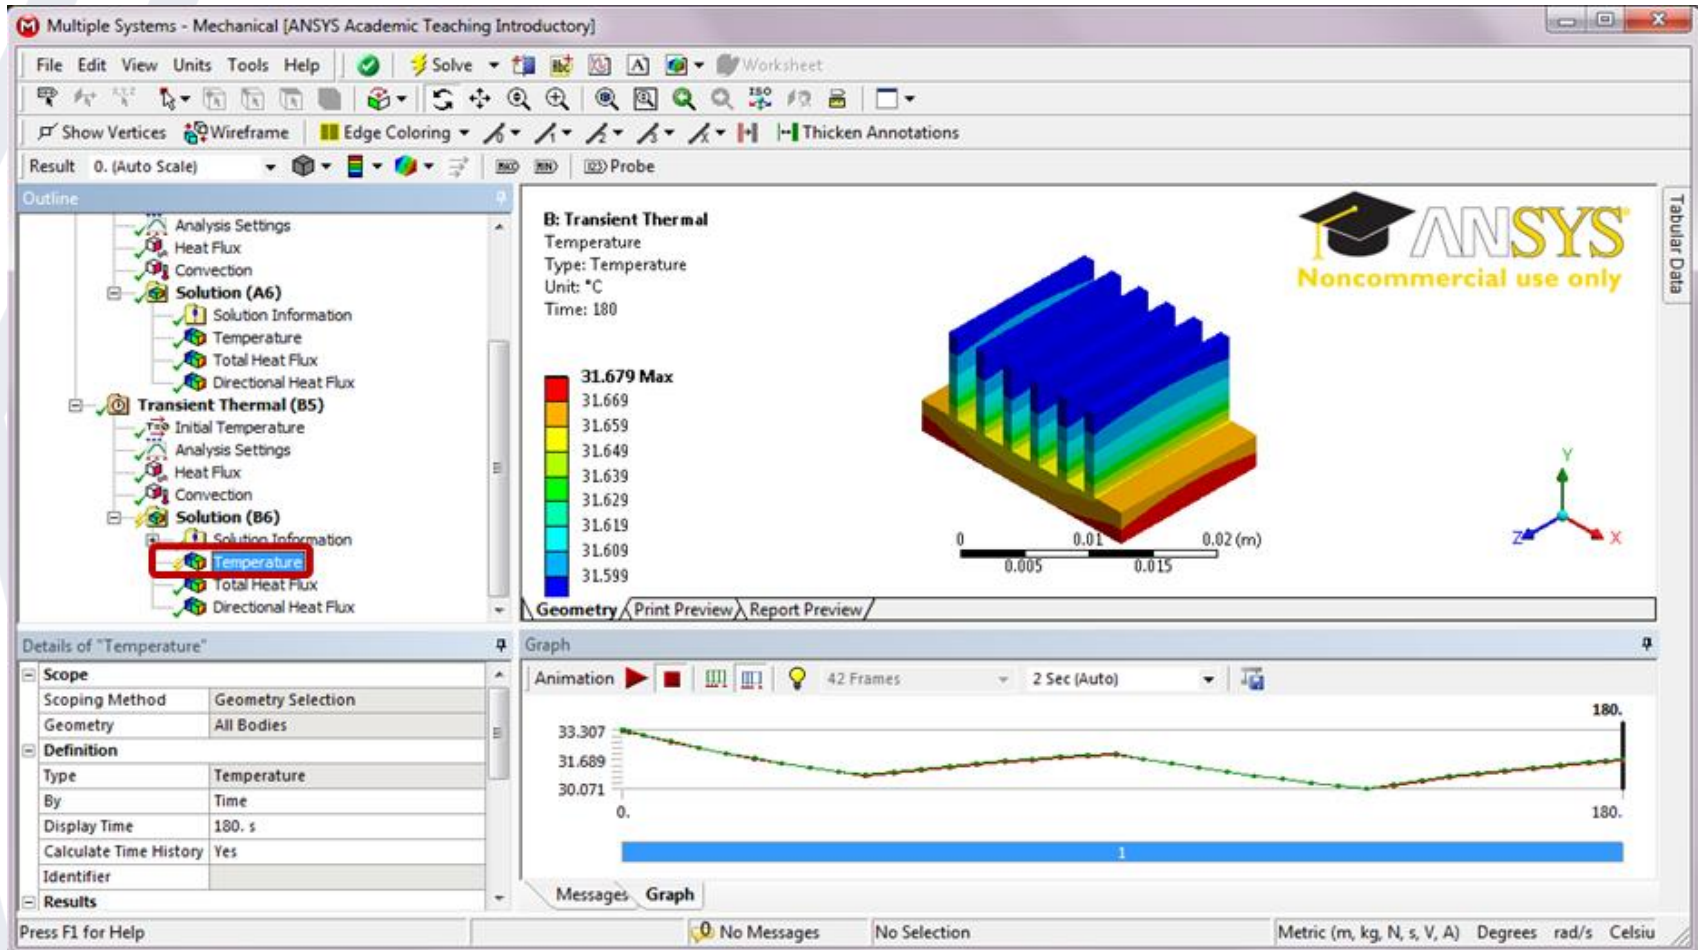 Multiple Systems - Mechanical [ANSYS Academic Teaching Introductory]
File Edit View Units Tools Help Solve Worksheet
ISO
Show Vertices Wireframe Edge Coloring Thicken Annotations
Result 0. (Auto Scale) MAX MIN 123 Probe
Outline
Analysis Settings
Heat Flux
Convection
Solution (A6)
Solution Information
Temperature
Total Heat Flux
Directional Heat Flux
Transient Thermal (B5)
Initial Temperature
Analysis Settings
Heat Flux
Convection
Solution (B6)
Solution Information
Temperature
Total Heat Flux
Directional Heat Flux
B: Transient Thermal
Temperature
Type: Temperature
Unit: °C
Time: 180
31.679 Max
31.669
31.659
31.649
31.639
31.629
31.619
31.609
31.599
ANSYS
Noncommercial use only
0 0.01 0.02 (m)
0.005 0.015
Y
Z X
Tabular Data
Geometry Print Preview Report Preview
Details of "Temperature"
Scope
Scoping Method Geometry Selection
Geometry All Bodies
Definition
Type Temperature
By Time
Display Time 180. s
Calculate Time History Yes
Identifier
Results
Graph
Animation 42 Frames 2 Sec (Auto)
180.
33.307
31.689
30.071
0. 180.
1
Messages Graph
Press F1 for Help 0 No Messages No Selection Metric (m, kg, N, s, V, A) Degrees rad/s Celsiu